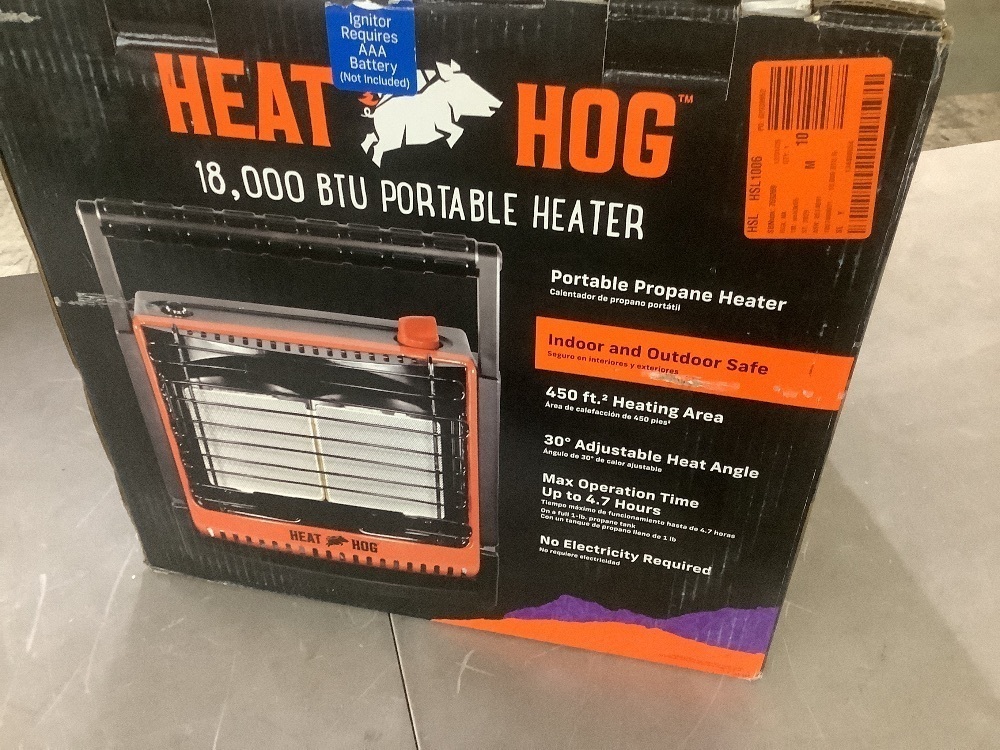 Ignitor
Requires
AAA
Battery
(Not Included)
HEAT HOG™
18,000 BTU PORTABLE HEATER
HSL HSL1006
M 10
Portable Propane Heater
Calentador de propano portátil
Indoor and Outdoor Safe
Seguro en interiores y exteriores
450 ft.² Heating Area
Área de calefacción de 450 pies²
30° Adjustable Heat Angle
Ángulo de 30° de calor ajustable
Max Operation Time
Up to 4.7 Hours
Tiempo máximo de funcionamiento hasta de 4.7 horas
On a full 1-lb. propane tank
Con un tanque de propano lleno de 1 lb
No Electricity Required
No requiere electricidad
HEAT HOG